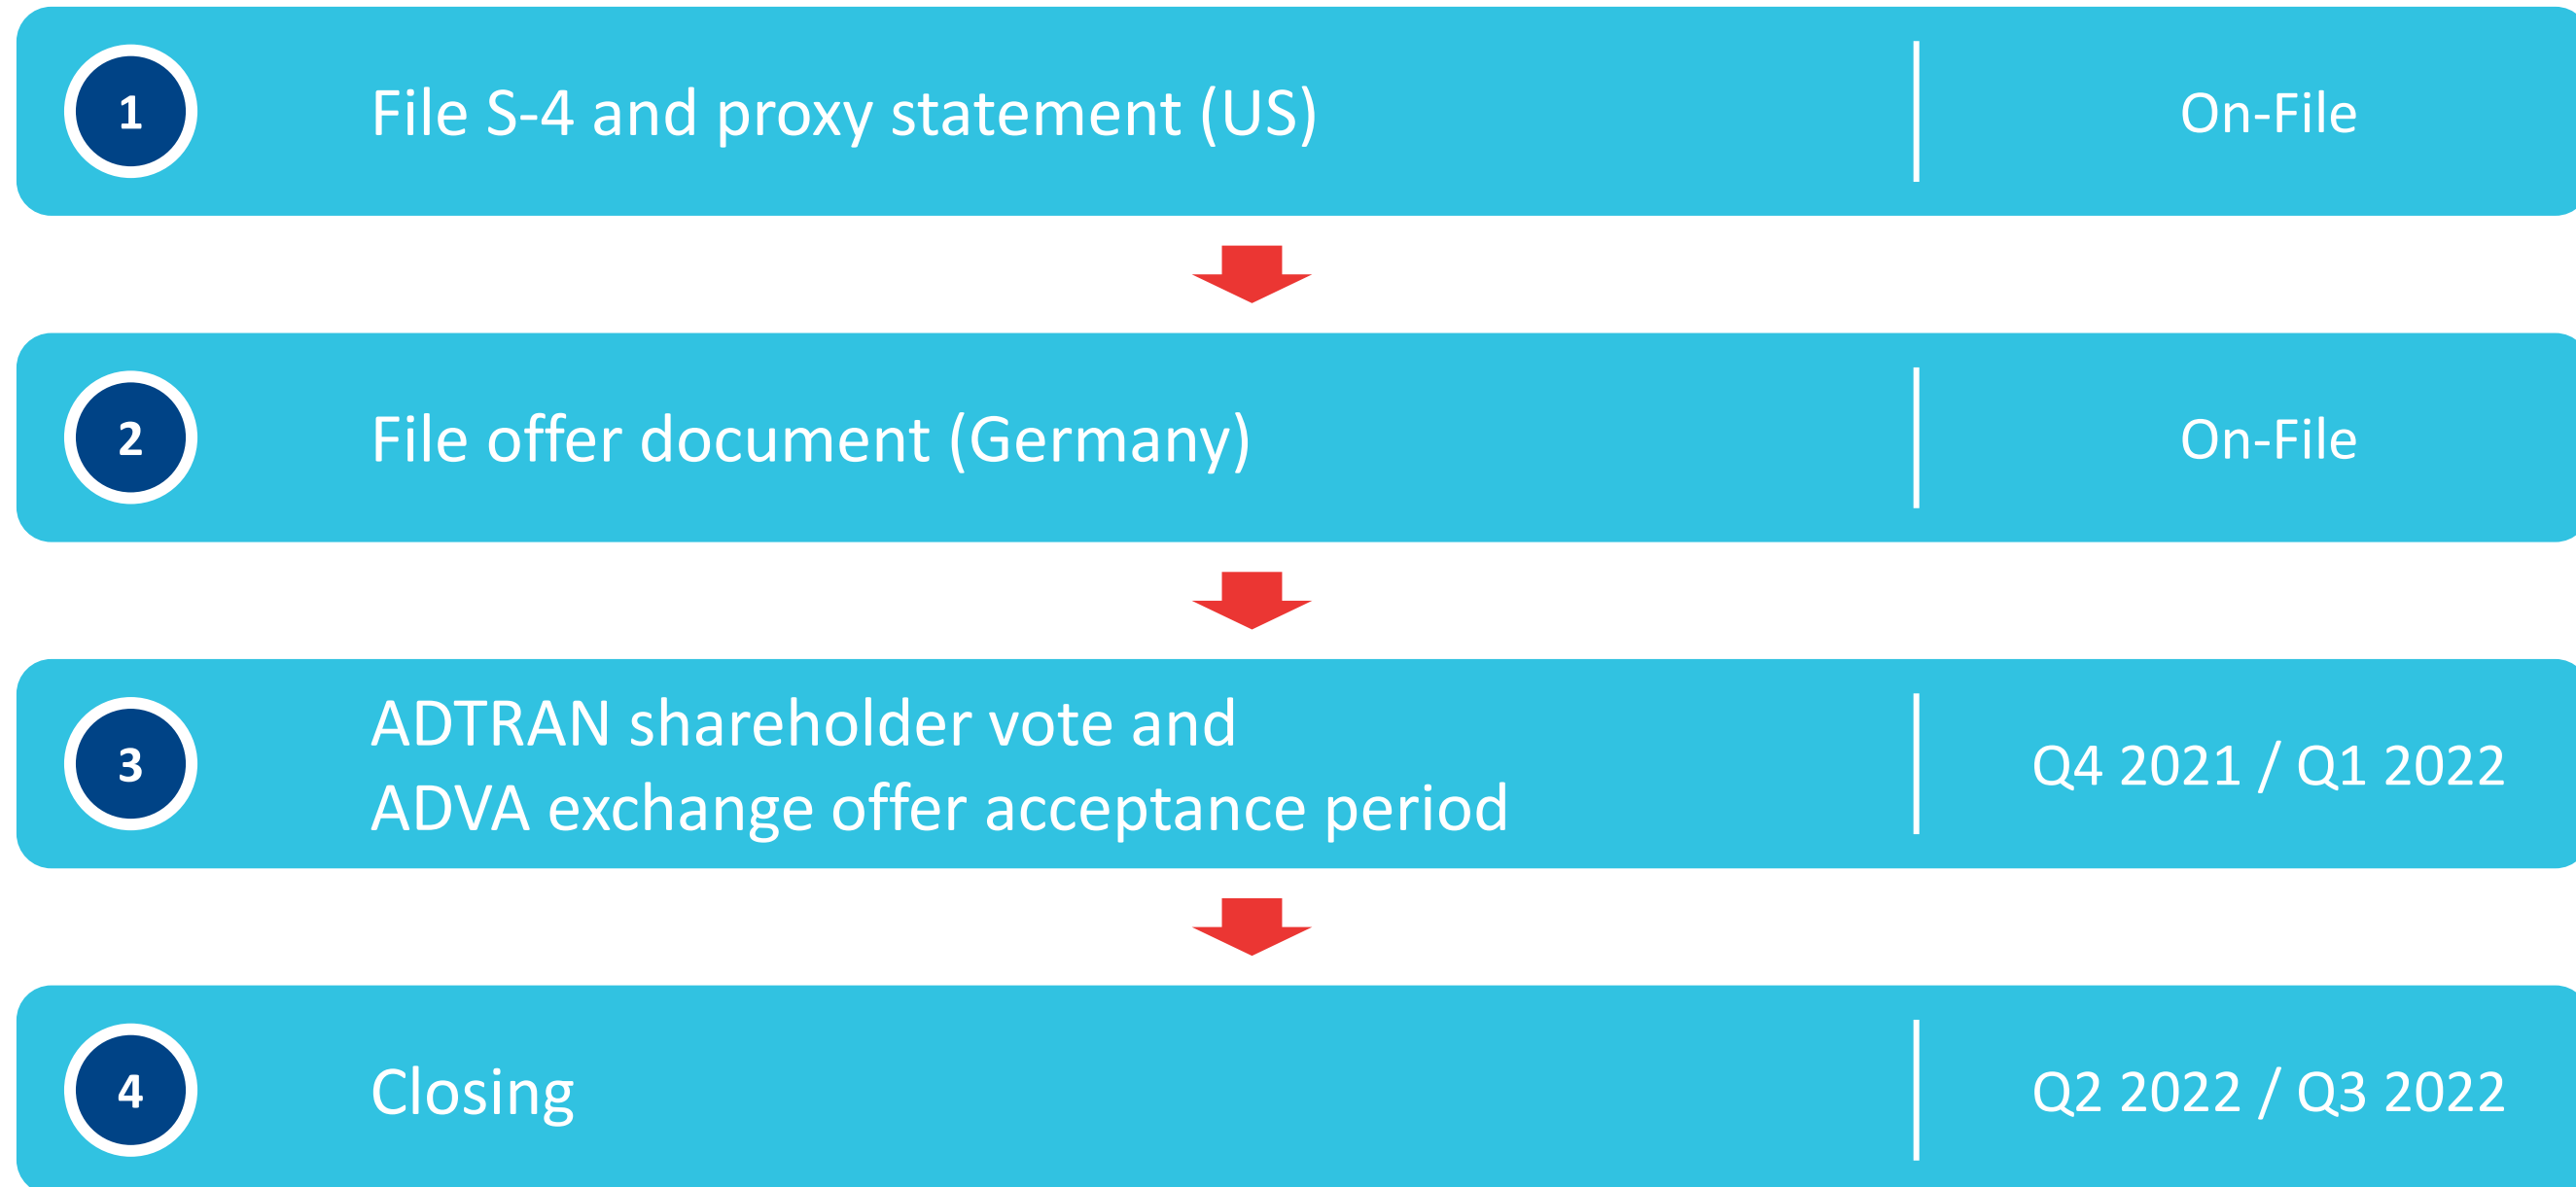 1
File S-4 and proxy statement (US)
On-File
2
File offer document (Germany)
On-File
3
ADTRAN shareholder vote and
ADVA exchange offer acceptance period
Q4 2021 / Q1 2022
4
Closing
Q2 2022 / Q3 2022